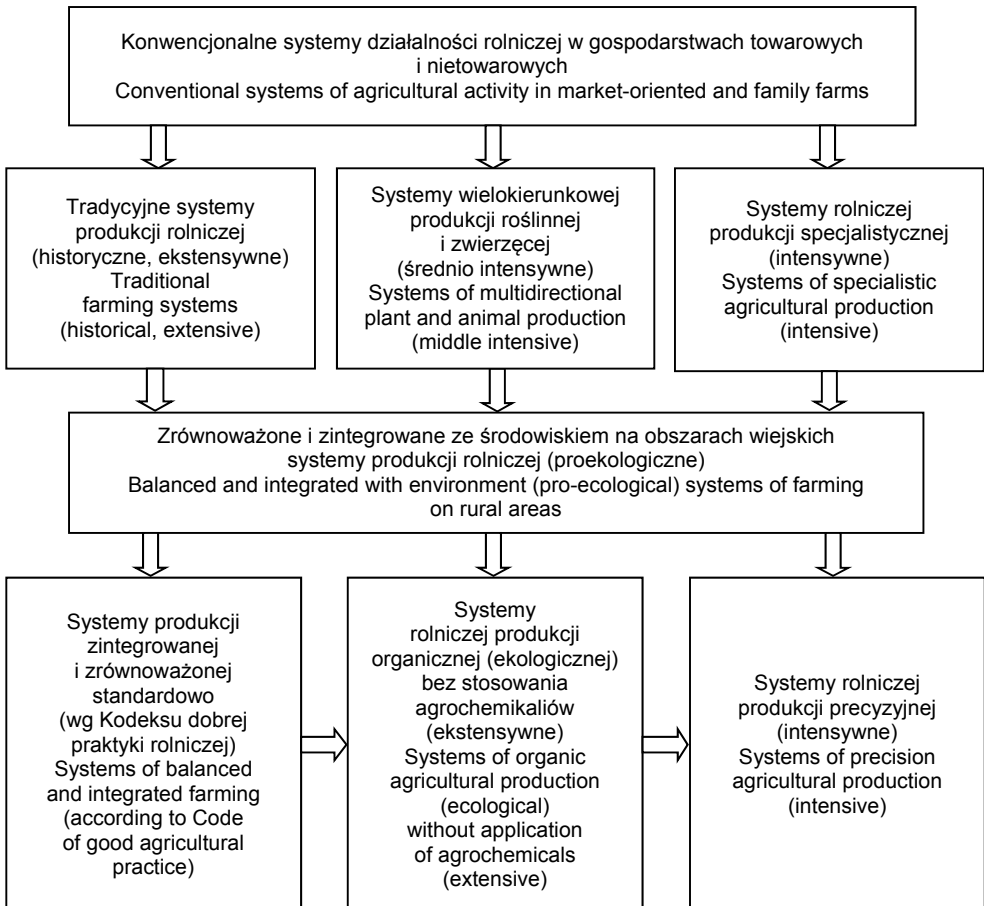 Konwencjonalne systemy działalności rolniczej w gospodarstwach towarowych
i nietowarowych
Conventional systems of agricultural activity in market-oriented and family farms
Tradycyjne systemy
produkcji rolniczej
(historyczne, ekstensywne)
Traditional
farming systems
(historical, extensive)
Systemy wielokierunkowej
produkcji roślinnej
i zwierzęcej
(średnio intensywne)
Systems of multidirectional
plant and animal production
(middle intensive)
Systemy rolniczej
produkcji specjalistycznej
(intensywne)
Systems of specialistic
agricultural production
(intensive)
Zrównoważone i zintegrowane ze środowiskiem na obszarach wiejskich
systemy produkcji rolniczej (proekologiczne)
Balanced and integrated with environment (pro-ecological) systems of farming
on rural areas
Systemy produkcji
zintegrowanej
i zrównoważonej
standardowo
(wg Kodeksu dobrej
praktyki rolniczej)
Systems of balanced
and integrated farming
(according to Code
of good agricultural
practice)
Systemy
rolniczej produkcji
organicznej (ekologicznej)
bez stosowania
agrochemikaliów
(ekstensywne)
Systems of organic
agricultural production
(ecological)
without application
of agrochemicals
(extensive)
Systemy rolniczej
produkcji precyzyjnej
(intensywne)
Systems of precision
agricultural production
(intensive)